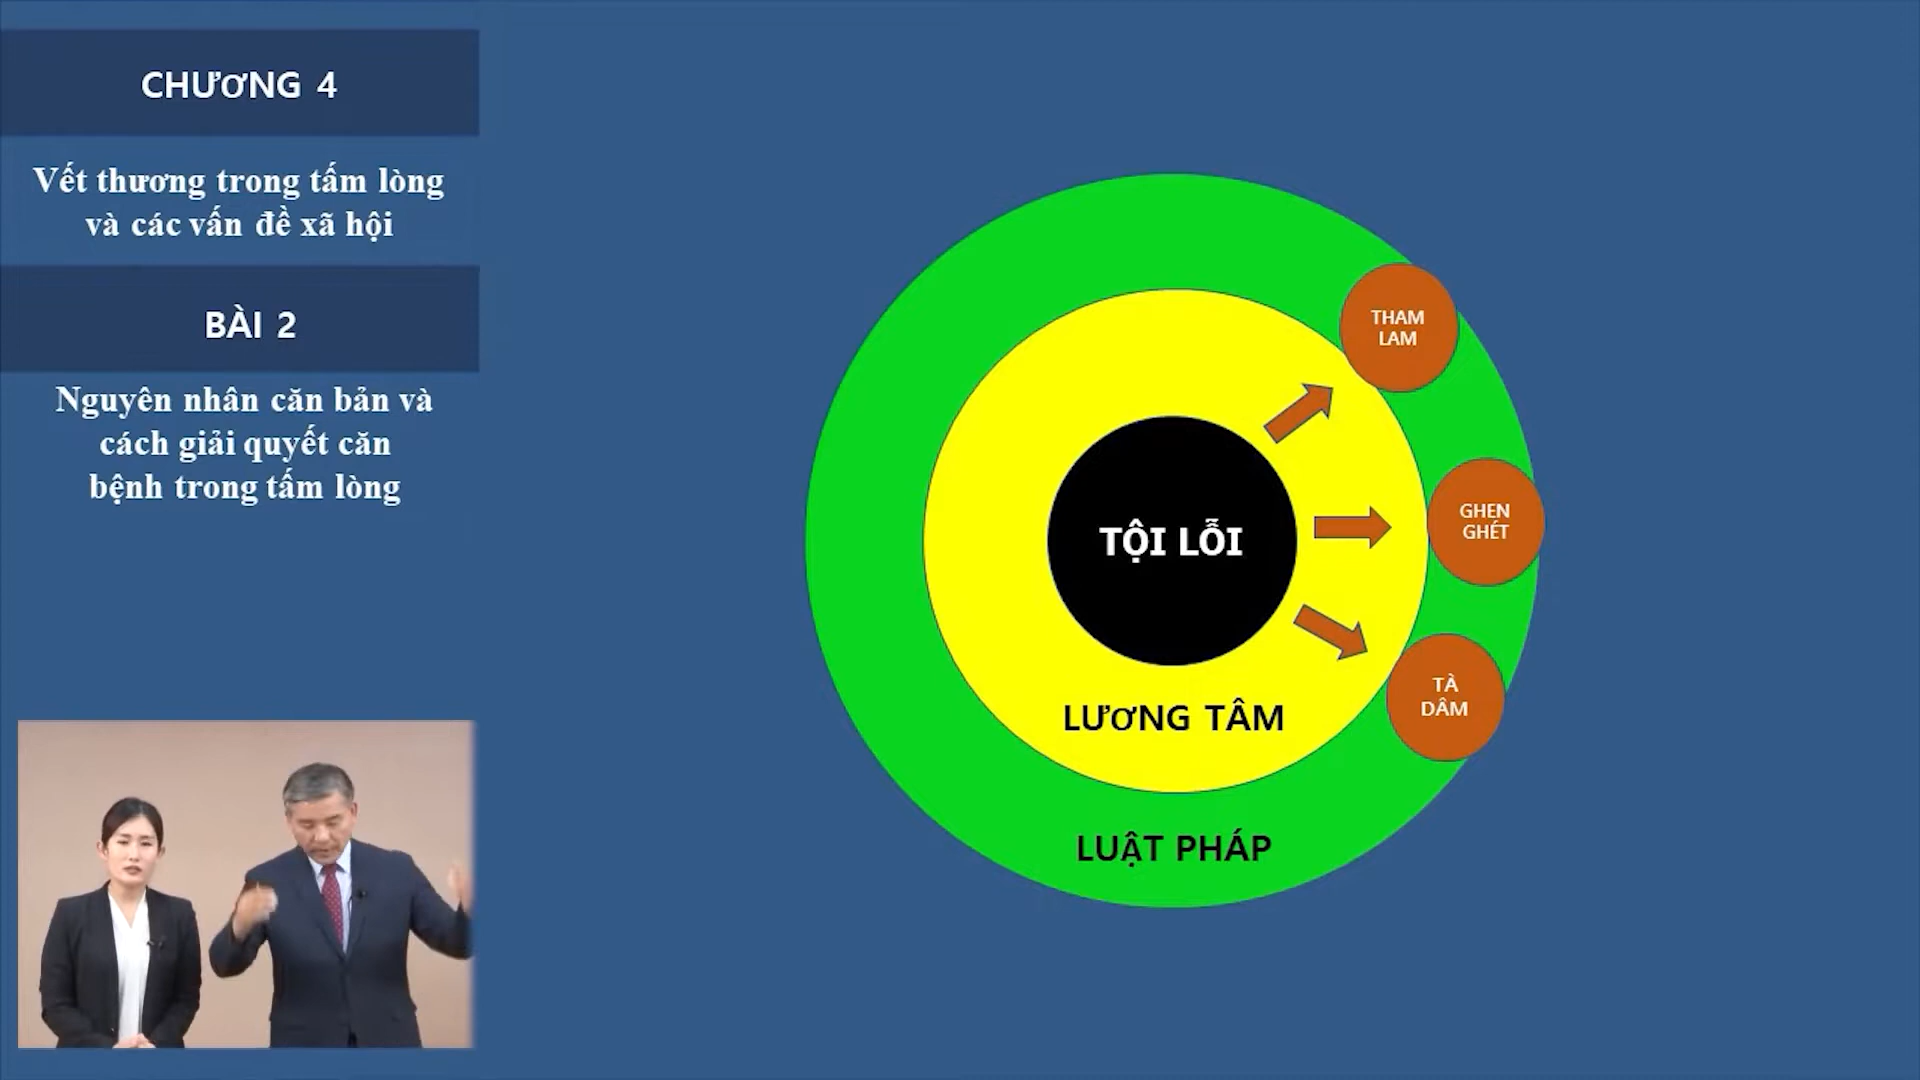 CHƯƠNG 4
Vết thương trong tấm lòng
và các vấn đề xã hội
BÀI 2
Nguyên nhân căn bản và
cách giải quyết căn
bệnh trong tấm lòng
THAM
LAM
GHEN
GHÉT
TỘI LỖI
TÀ
DÂM
LƯƠNG TÂM
LUẬT PHÁP